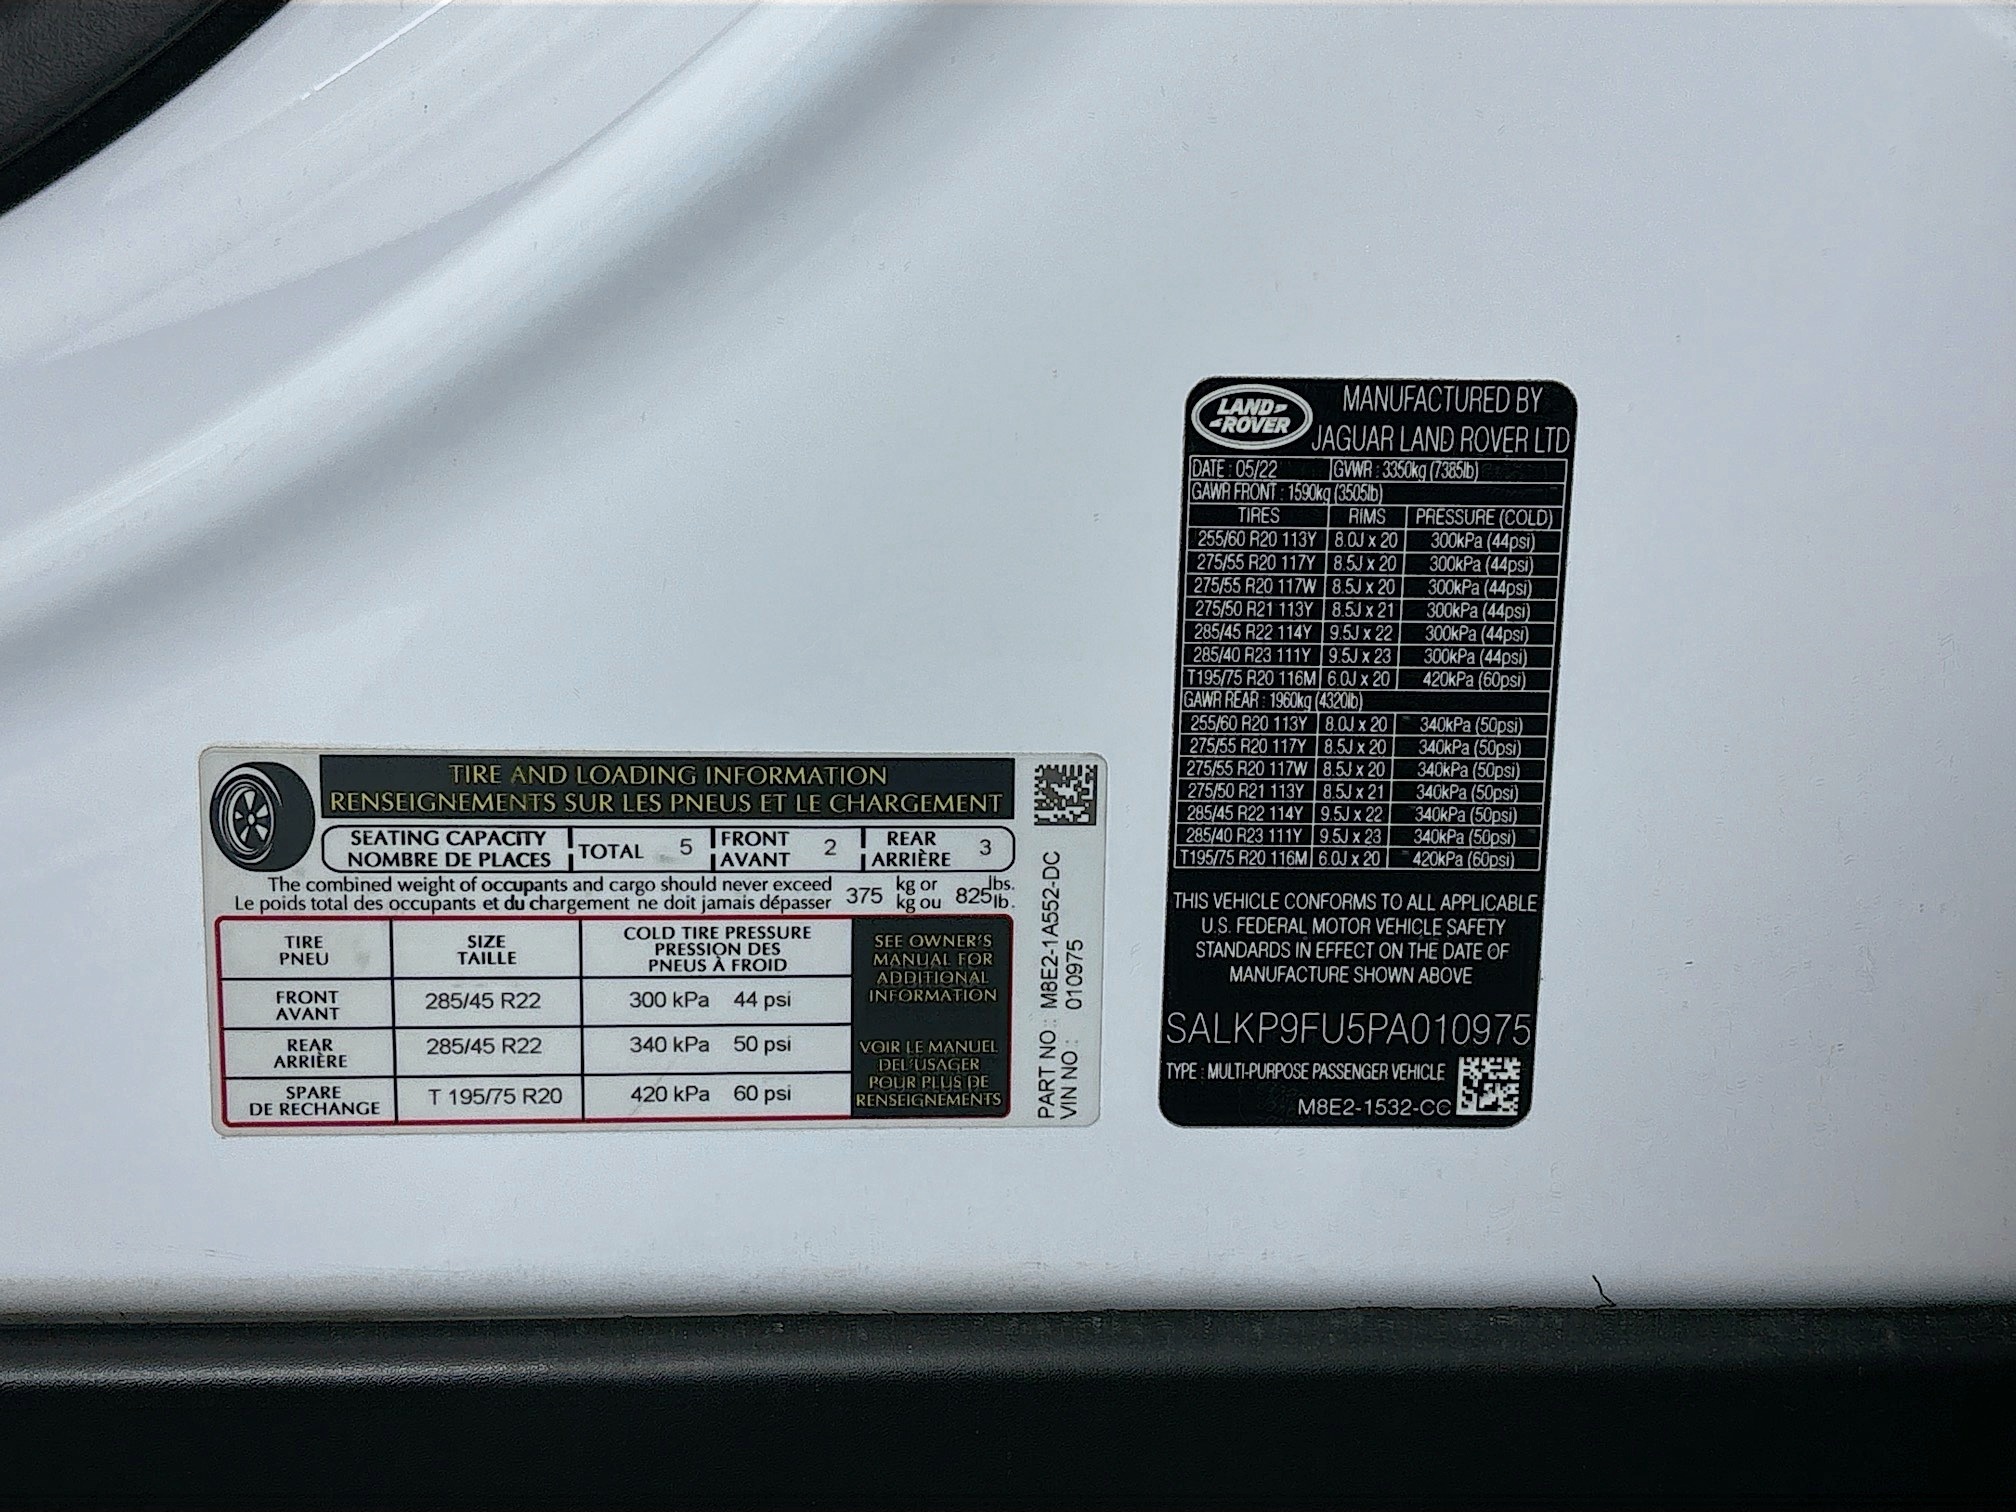 TIRE AND LOADING INFORMATION
RENSEIGNEMENTS SUR LES PNEUS ET LE CHARGEMENT
SEATING CAPACITY TOTAL 5 FRONT 2 REAR 3
NOMBRE DE PLACES AVANT ARRIÈRE
The combined weight of occupants and cargo should never exceed 375 kg or 825 lbs.
Le poids total des occupants et du chargement ne doit jamais dépasser kg ou lb.
TIRE
PNEU
SIZE
TAILLE
COLD TIRE PRESSURE
PRESSION DES
PNEUS À FROID
FRONT
AVANT
285/45 R22
300 kPa 44 psi
REAR
ARRIÈRE
285/45 R22
340 kPa 50 psi
SPARE
DE RECHANGE
T 195/75 R20
420 kPa 60 psi
SEE OWNER'S
MANUAL FOR
ADDITIONAL
INFORMATION
VOIR LE MANUEL
DEL'USAGER
POUR PLUS DE
RENSEIGNEMENTS
PART NO : M8E2-1A552-DC
VIN NO : 010975
LAND
ROVER
MANUFACTURED BY
JAGUAR LAND ROVER LTD
DATE : 05/22 GVWR : 3350kg (7385lb)
GAWR FRONT : 1590kg (3505lb)
TIRES RIMS PRESSURE (COLD)
255/60 R20 113Y 8.0J x 20 300kPa (44psi)
275/55 R20 117Y 8.5J x 20 300kPa (44psi)
275/55 R20 117W 8.5J x 20 300kPa (44psi)
275/50 R21 113Y 8.5J x 21 300kPa (44psi)
285/45 R22 114Y 9.5J x 22 300kPa (44psi)
285/40 R23 111Y 9.5J x 23 300kPa (44psi)
T195/75 R20 116M 6.0J x 20 420kPa (60psi)
GAWR REAR : 1960kg (4320lb)
255/60 R20 113Y 8.0J x 20 340kPa (50psi)
275/55 R20 117Y 8.5J x 20 340kPa (50psi)
275/55 R20 117W 8.5J x 20 340kPa (50psi)
275/50 R21 113Y 8.5J x 21 340kPa (50psi)
285/45 R22 114Y 9.5J x 22 340kPa (50psi)
285/40 R23 111Y 9.5J x 23 340kPa (50psi)
T195/75 R20 116M 6.0J x 20 420kPa (60psi)
THIS VEHICLE CONFORMS TO ALL APPLICABLE
U.S. FEDERAL MOTOR VEHICLE SAFETY
STANDARDS IN EFFECT ON THE DATE OF
MANUFACTURE SHOWN ABOVE
SALKP9FU5PA010975
TYPE : MULTI-PURPOSE PASSENGER VEHICLE
M8E2-1532-CC